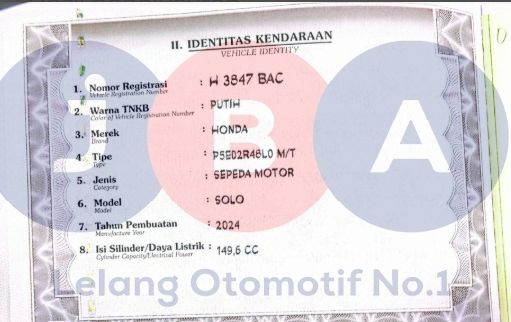 II. IDENTITAS KENDARAAN
VEHICLE IDENTITY
1. Nomor Registrasi : H 3847 BAC
Vehicle Registration Number
2. Warna TNKB : PUTIH
Color of Vehicle Registration Number
3. Merek : HONDA
Brand
4. Tipe : P5E02R48L0 M/T
Type
5. Jenis : SEPEDA MOTOR
Category
6. Model : SOLO
Model
7. Tahun Pembuatan : 2024
Manufacture Year
8. Isi Silinder/Daya Listrik : 149,6 CC
Cylinder Capacity/Electrical Power
jBA
Lelang Otomotif No.1